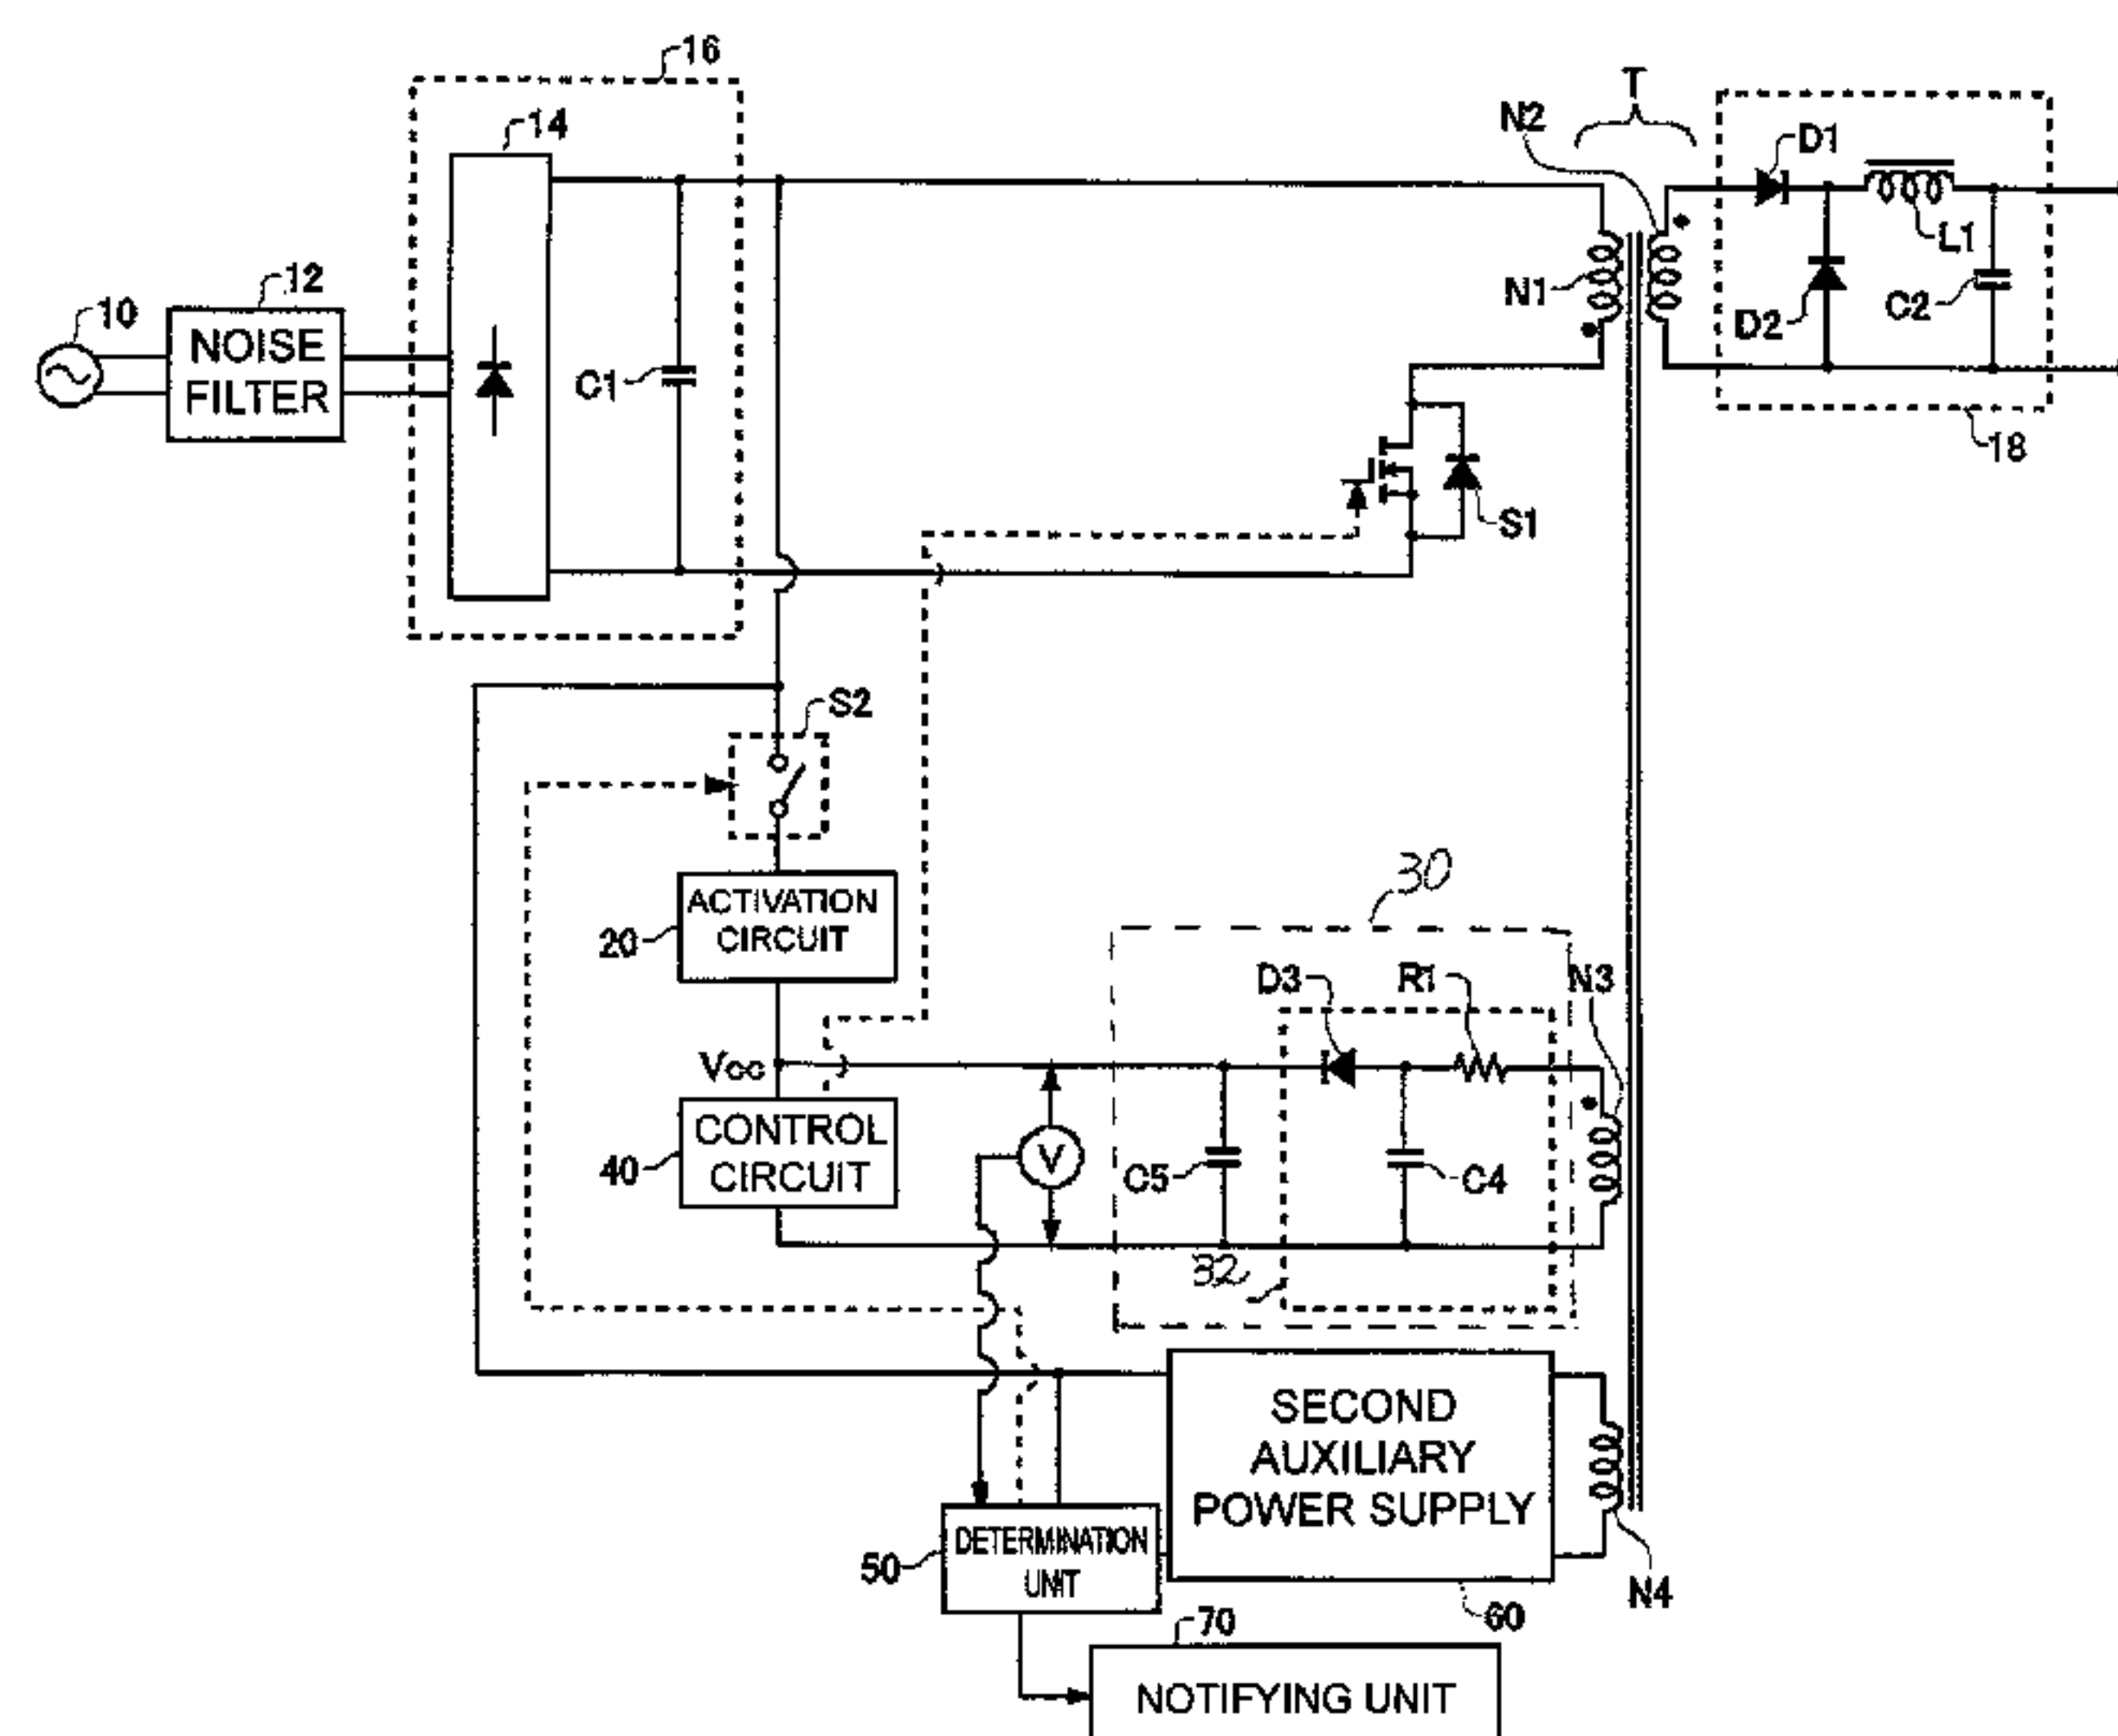 16
T
14
N2
D1
12
10
L1
N1
NOISE
FILTER
C1
D2
C2
18
S1
S2
ACTIVATION
CIRCUIT
20
30
D3
R1
N3
Vcc
CONTROL
CIRCUIT
40
V
C5
C4
32
SECOND
AUXILIARY
POWER SUPPLY
DETERMINATION
UNIT
50
N4
60
70
NOTIFYING UNIT